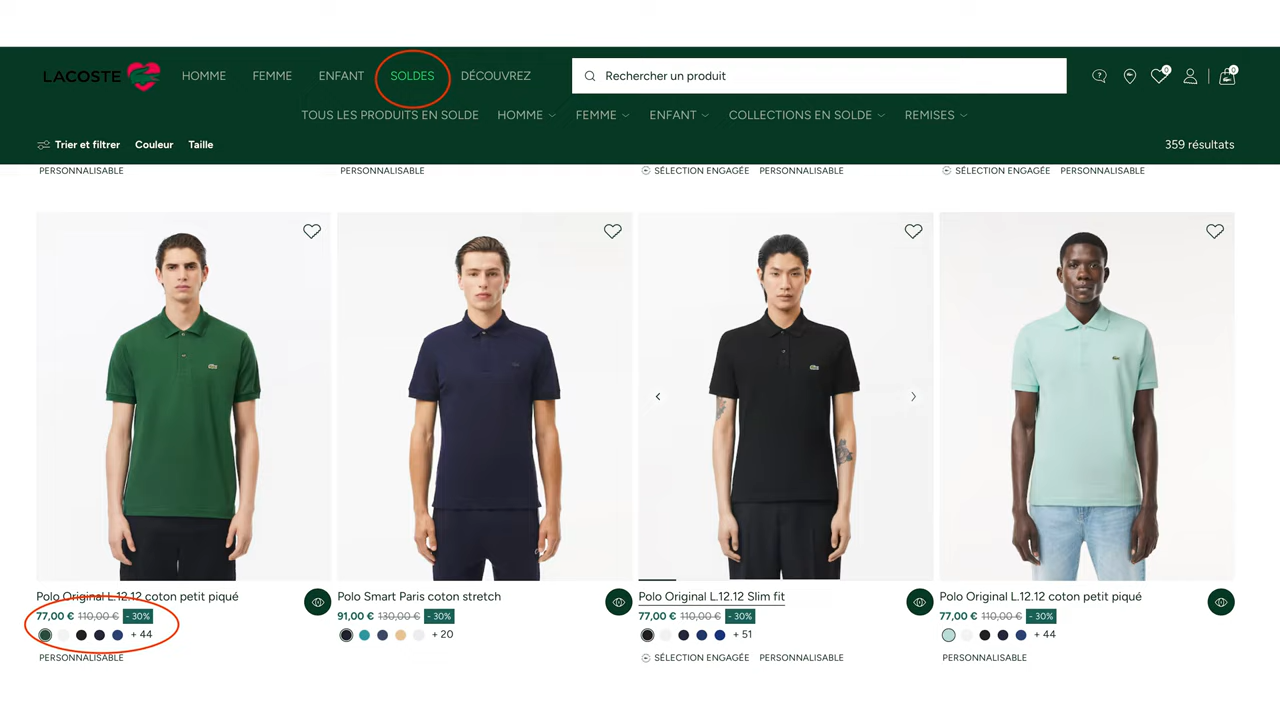 LACOSTE HOMME FEMME ENFANT SOLDES DÉCOUVREZ Rechercher un produit ? 0 0
TOUS LES PRODUITS EN SOLDE HOMME FEMME ENFANT COLLECTIONS EN SOLDE REMISES
Trier et filtrer Couleur Taille 359 résultats
PERSONNALISABLE PERSONNALISABLE SÉLECTION ENGAGÉE PERSONNALISABLE SÉLECTION ENGAGÉE PERSONNALISABLE
Polo Original L.12.12 coton petit piqué Polo Smart Paris coton stretch Polo Original L.12.12 Slim fit Polo Original L.12.12 coton petit piqué
77,00 € 110,00 € - 30% 91,00 € 130,00 € - 30% 77,00 € 110,00 € - 30% 77,00 € 110,00 € - 30%
+ 44 + 20 + 51 + 44
PERSONNALISABLE SÉLECTION ENGAGÉE PERSONNALISABLE PERSONNALISABLE